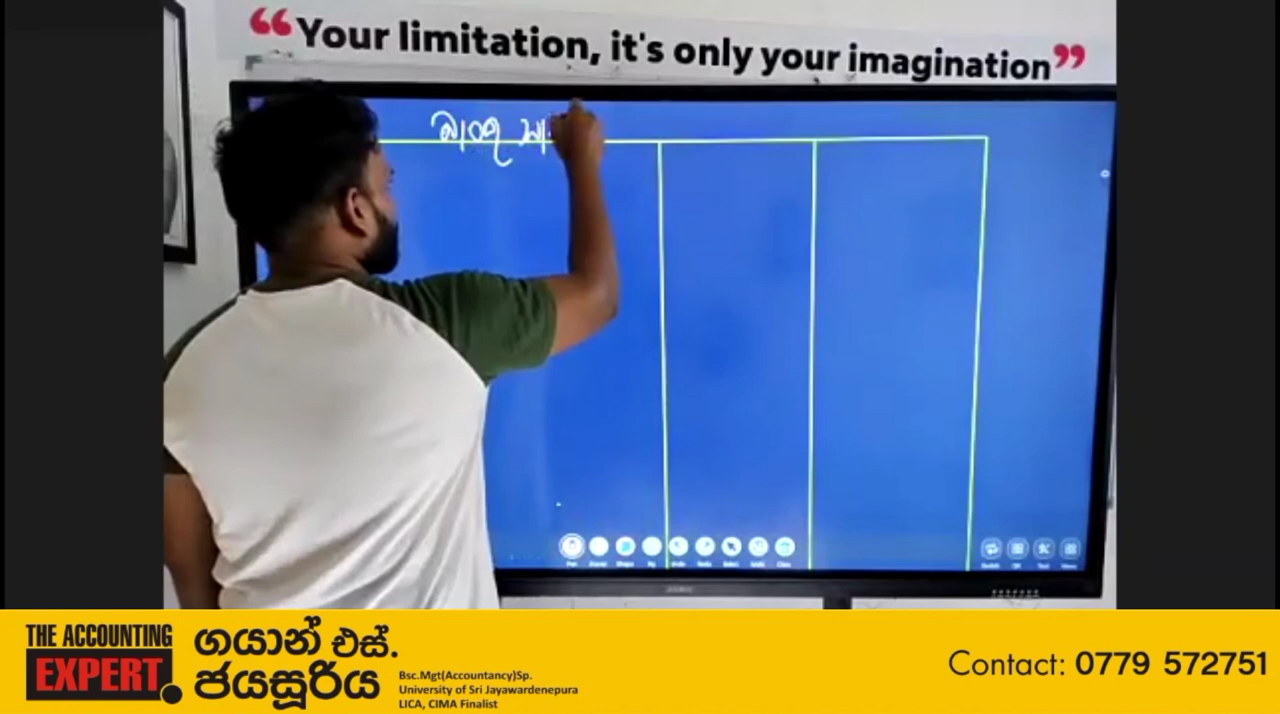 “Your limitation, it's only your imagination”
THE ACCOUNTING
EXPERT.
ගයාන් එස්.
ජයසූරිය
Bsc.Mgt(Accountancy)Sp.
University of Sri Jayawardenepura
LICA, CIMA Finalist
Contact: 0779 572751